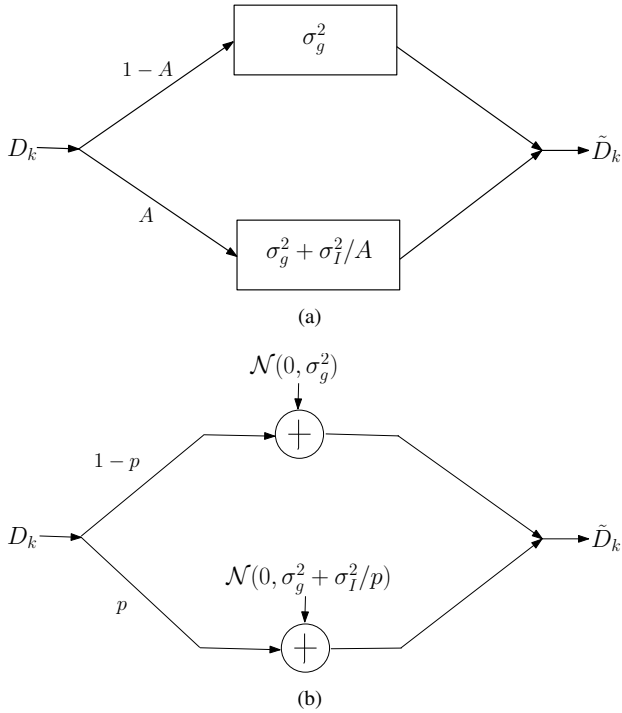 σ_g^2
1 − A
D_k
D̃_k
A
σ_g^2 + σ_I^2/A
(a)
𝒩(0, σ_g^2)
1 − p
D_k
D̃_k
𝒩(0, σ_g^2 + σ_I^2/p)
p
(b)